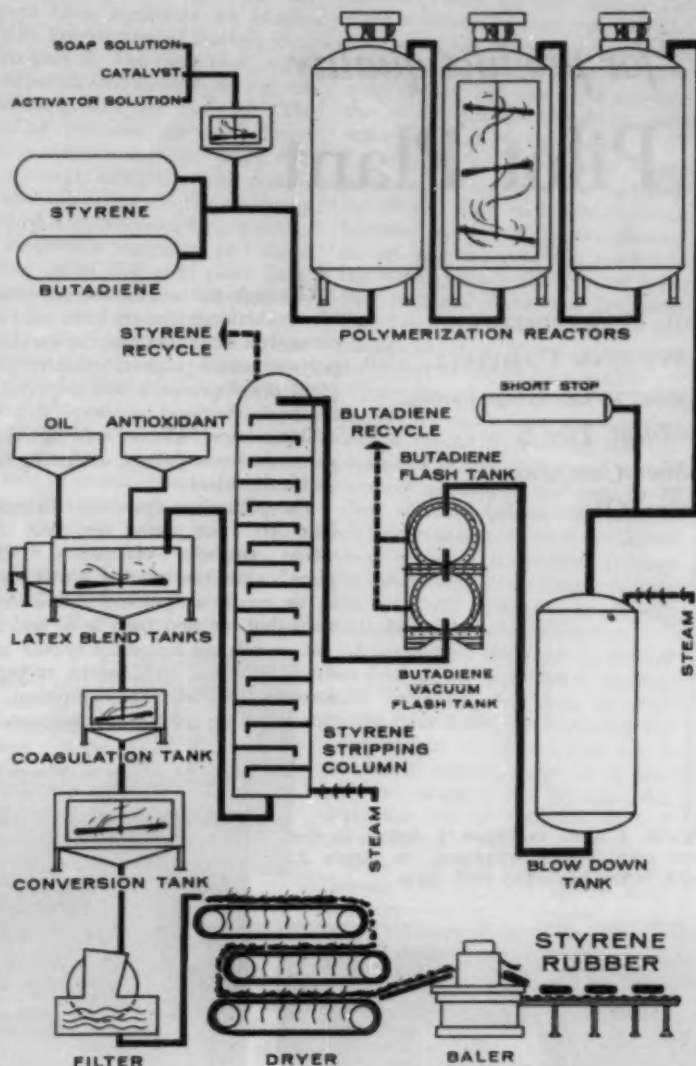 SOAP SOLUTION
CATALYST
ACTIVATOR SOLUTION
STYRENE
BUTADIENE
POLYMERIZATION REACTORS
STYRENE
RECYCLE
SHORT STOP
BUTADIENE
RECYCLE
OIL
ANTIOXIDANT
BUTADIENE
FLASH TANK
LATEX BLEND TANKS
STEAM
BUTADIENE
VACUUM
FLASH TANK
COAGULATION TANK
STYRENE
STRIPPING
COLUMN
STEAM
BLOW DOWN
TANK
CONVERSION TANK
STYRENE
RUBBER
FILTER
DRYER
BALER